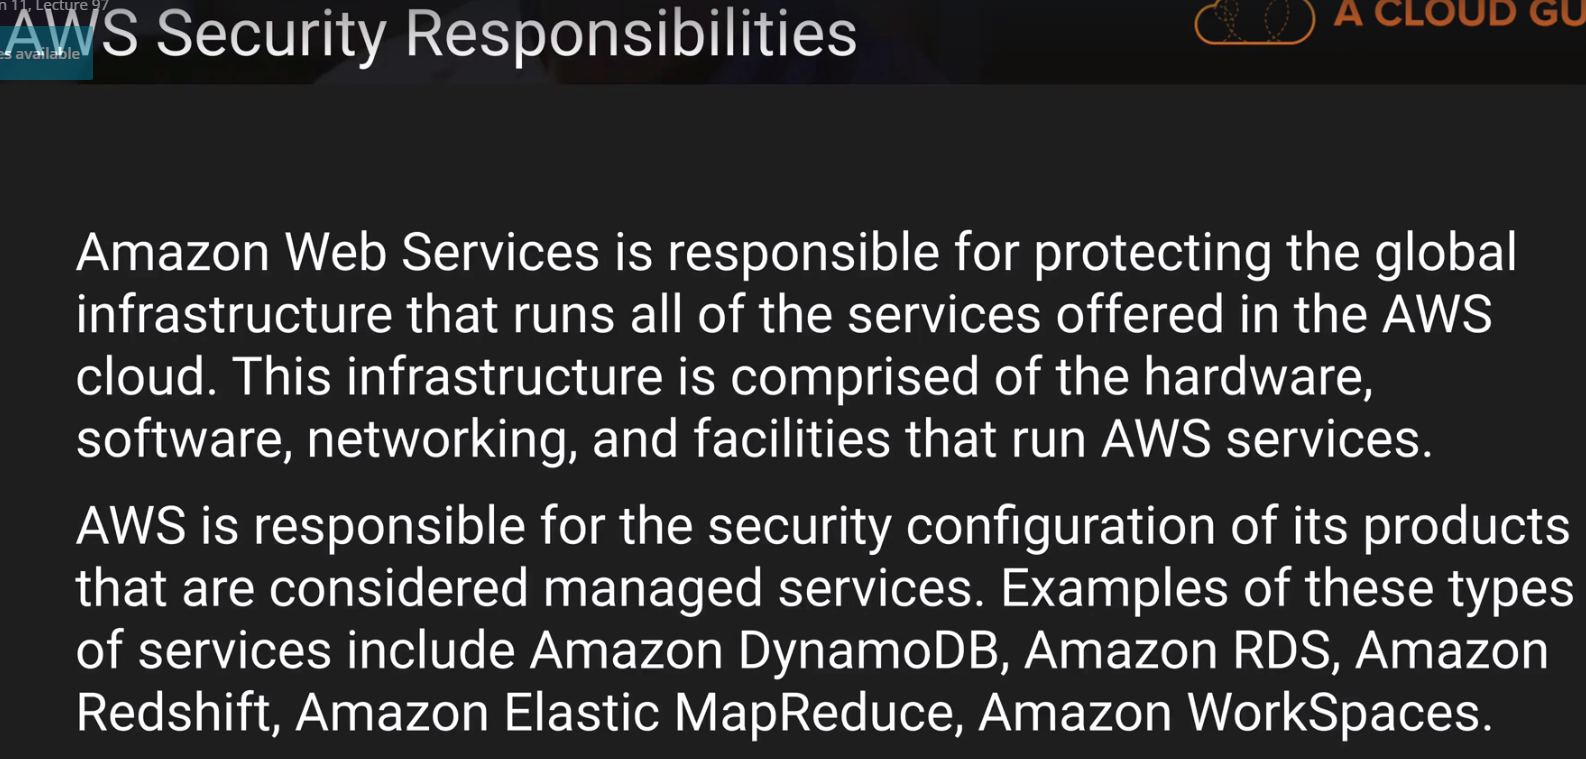 n 11, Lecture 97
AWS Security Responsibilities
A CLOUD GU
es available
Amazon Web Services is responsible for protecting the global
infrastructure that runs all of the services offered in the AWS
cloud. This infrastructure is comprised of the hardware,
software, networking, and facilities that run AWS services.
AWS is responsible for the security configuration of its products
that are considered managed services. Examples of these types
of services include Amazon DynamoDB, Amazon RDS, Amazon
Redshift, Amazon Elastic MapReduce, Amazon WorkSpaces.